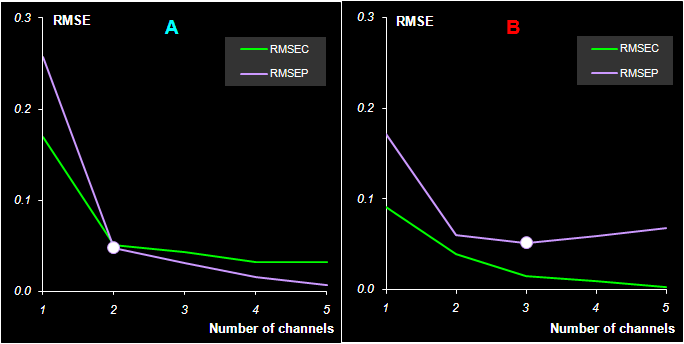 RMSE
A
RMSEC
RMSEP
0.3
0.2
0.1
0.0
1 2 3 4 5
Number of channels
RMSE
B
RMSEC
RMSEP
0.3
0.2
0.1
0.0
1 2 3 4 5
Number of channels